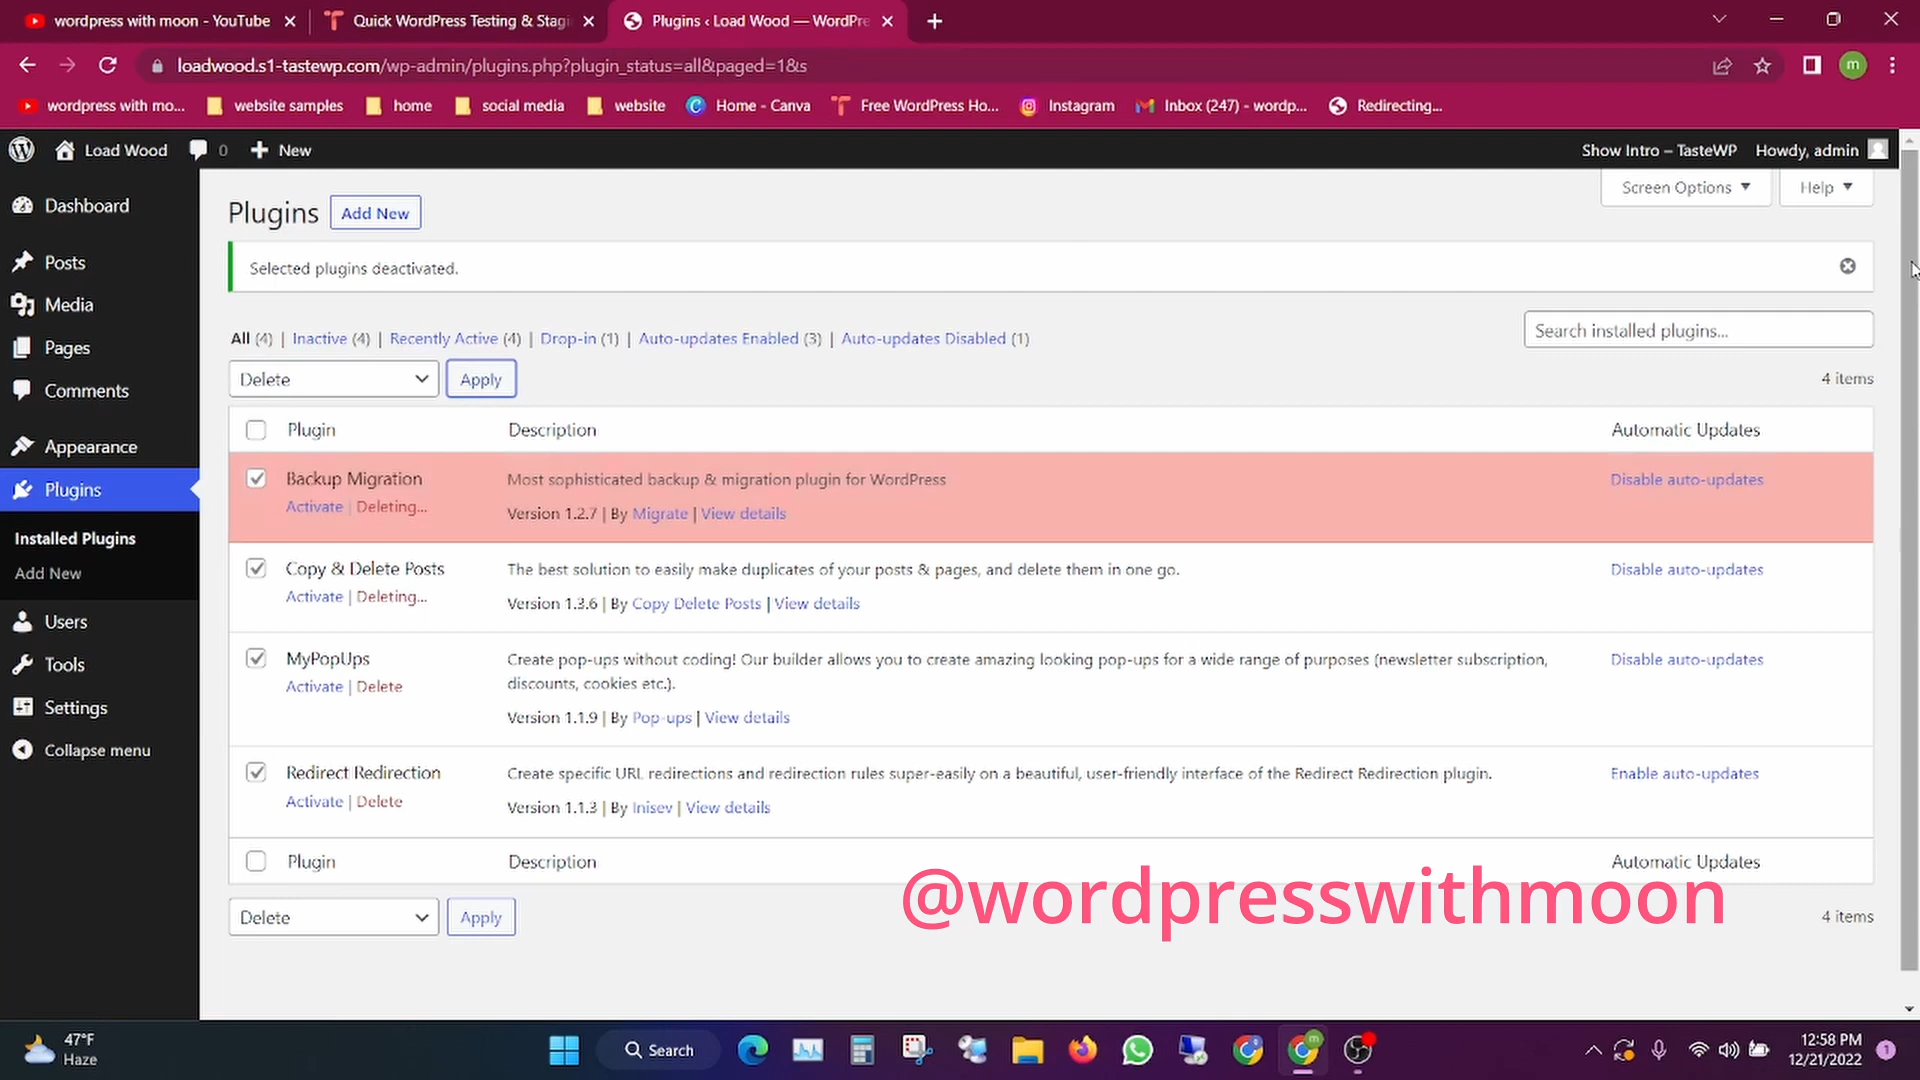 wordpress with moon - YouTube
Quick WordPress Testing & Stagi
Plugins ‹ Load Wood — WordPre
loadwood.s1-tastewp.com/wp-admin/plugins.php?plugin_status=all&paged=1&s
m
wordpress with mo...
website samples
home
social media
website
Home - Canva
Free WordPress Ho...
Instagram
Inbox (247) - wordp...
Redirecting...
Load Wood
0
New
Show Intro – TasteWP
Howdy, admin
Dashboard
Posts
Media
Pages
Comments
Appearance
Plugins
Installed Plugins
Add New
Users
Tools
Settings
Collapse menu
Screen Options
Help
Plugins
Add New
Selected plugins deactivated.
All (4) | Inactive (4) | Recently Active (4) | Drop-in (1) | Auto-updates Enabled (3) | Auto-updates Disabled (1)
Search installed plugins...
Delete
Apply
4 items
Plugin
Description
Automatic Updates
Backup Migration
Most sophisticated backup & migration plugin for WordPress
Disable auto-updates
Activate | Deleting...
Version 1.2.7 | By Migrate | View details
Copy & Delete Posts
The best solution to easily make duplicates of your posts & pages, and delete them in one go.
Disable auto-updates
Activate | Deleting...
Version 1.3.6 | By Copy Delete Posts | View details
MyPopUps
Create pop-ups without coding! Our builder allows you to create amazing looking pop-ups for a wide range of purposes (newsletter subscription,
discounts, cookies etc.).
Disable auto-updates
Activate | Delete
Version 1.1.9 | By Pop-ups | View details
Redirect Redirection
Create specific URL redirections and redirection rules super-easily on a beautiful, user-friendly interface of the Redirect Redirection plugin.
Enable auto-updates
Activate | Delete
Version 1.1.3 | By Inisev | View details
Plugin
Description
Automatic Updates
@wordpresswithmoon
Delete
Apply
4 items
47°F
Haze
Search
12:58 PM
12/21/2022
1